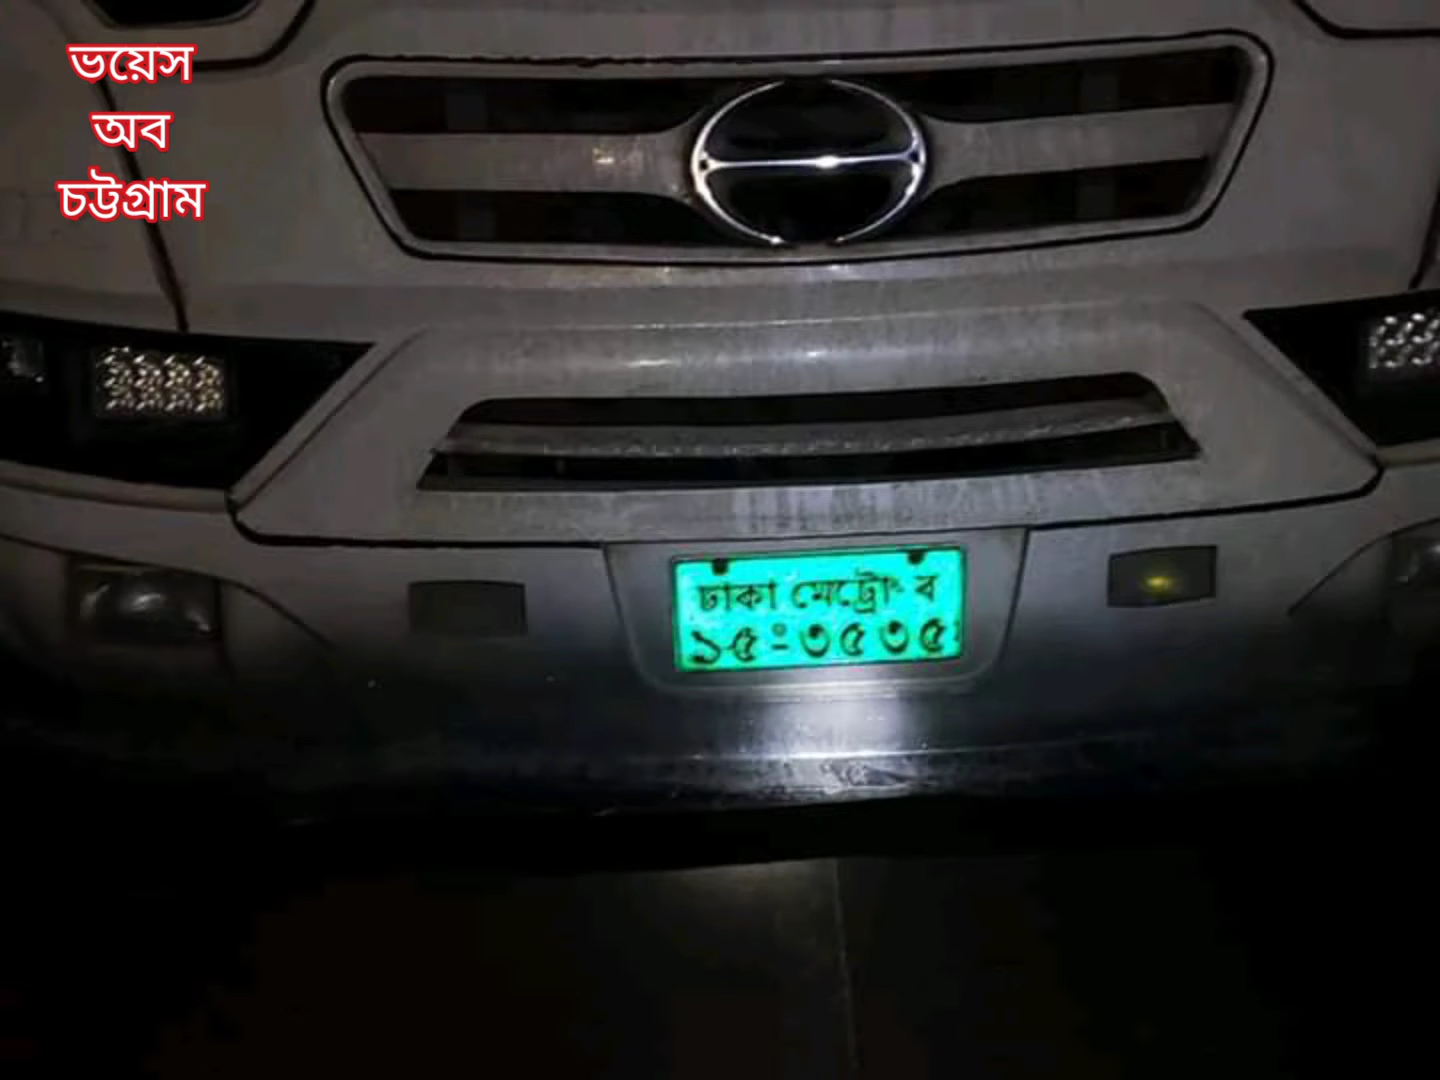 ভয়েস
অব
চট্টগ্রাম
ঢাকা মেট্রো-ব
১৫-৩৫৩৫